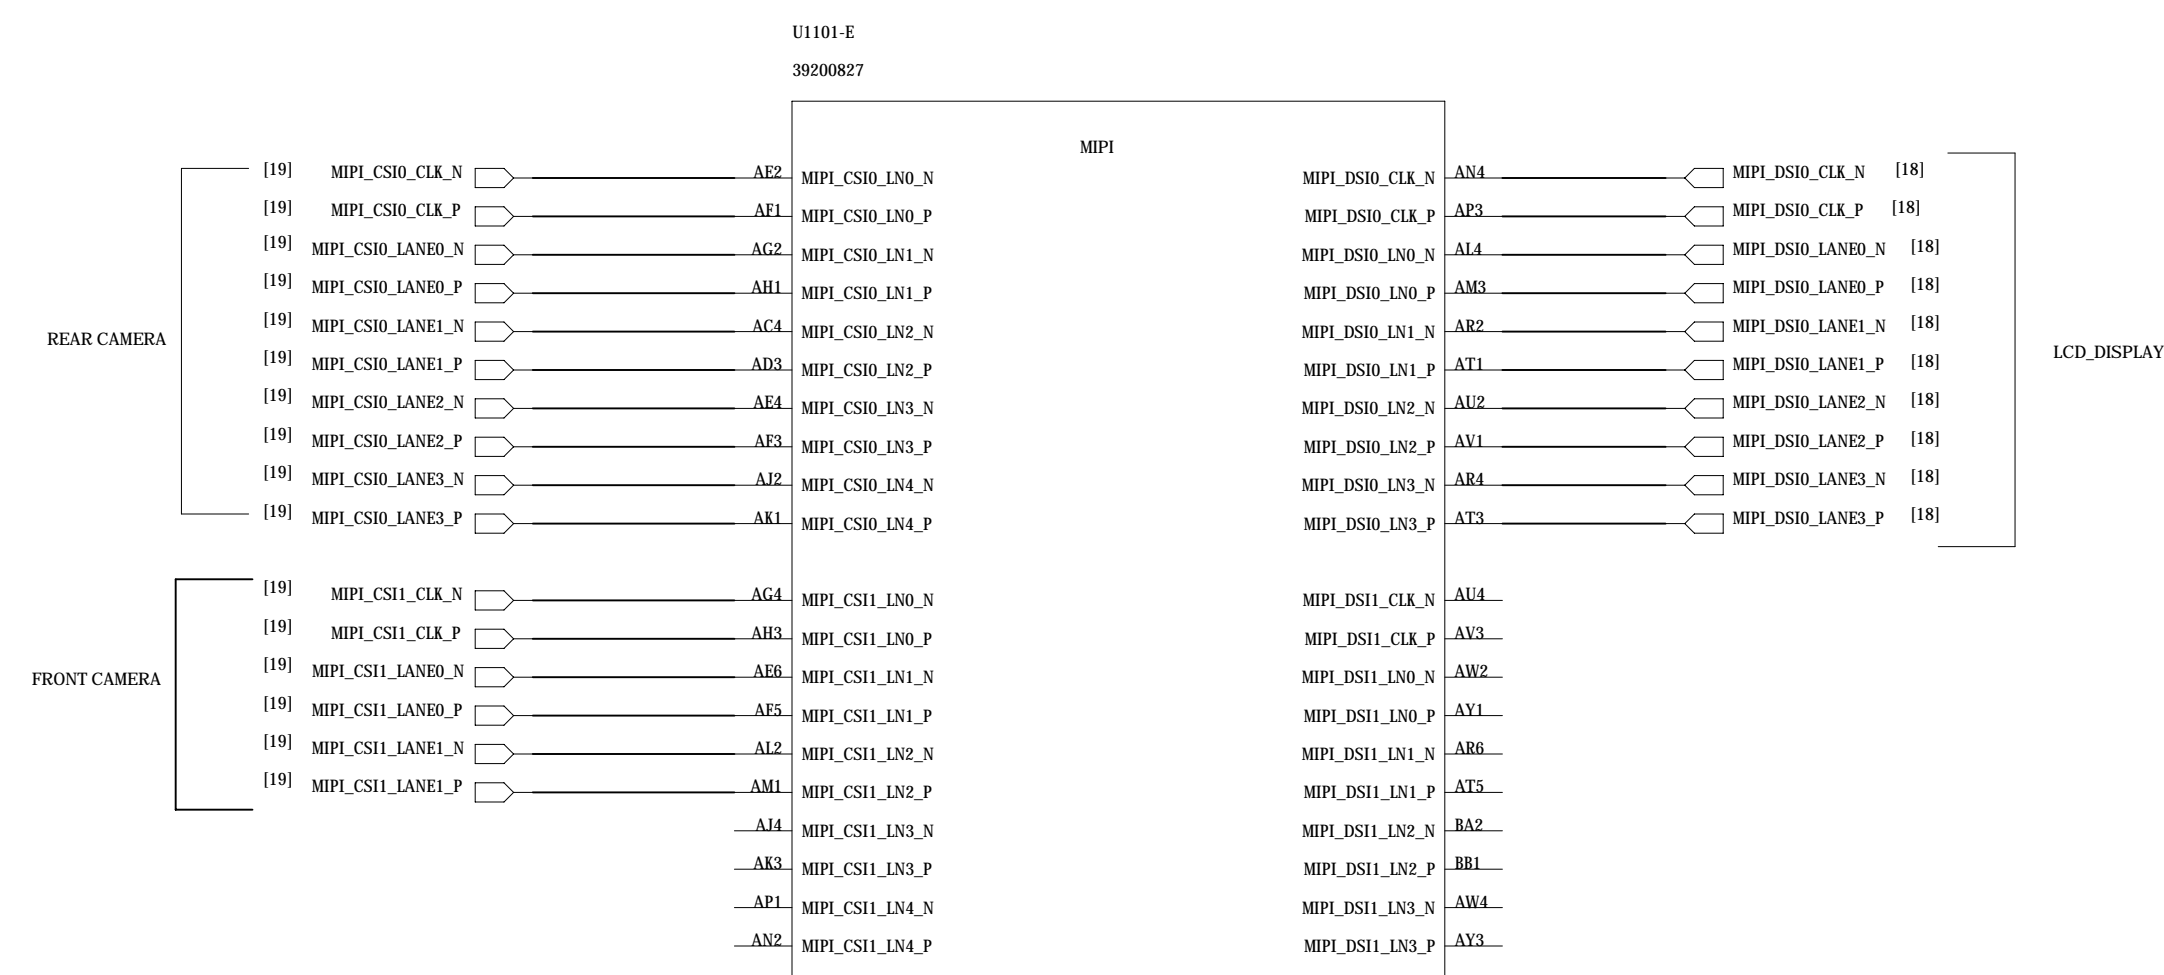 U1101-E
39200827
MIPI
[19] MIPI_CSI0_CLK_N AE2 MIPI_CSI0_LN0_N MIPI_DSI0_CLK_N AN4 MIPI_DSI0_CLK_N [18]
[19] MIPI_CSI0_CLK_P AF1 MIPI_CSI0_LN0_P MIPI_DSI0_CLK_P AP3 MIPI_DSI0_CLK_P [18]
[19] MIPI_CSI0_LANE0_N AG2 MIPI_CSI0_LN1_N MIPI_DSI0_LN0_N AL4 MIPI_DSI0_LANE0_N [18]
[19] MIPI_CSI0_LANE0_P AH1 MIPI_CSI0_LN1_P MIPI_DSI0_LN0_P AM3 MIPI_DSI0_LANE0_P [18]
[19] MIPI_CSI0_LANE1_N AC4 MIPI_CSI0_LN2_N MIPI_DSI0_LN1_N AR2 MIPI_DSI0_LANE1_N [18]
REAR CAMERA LCD_DISPLAY
[19] MIPI_CSI0_LANE1_P AD3 MIPI_CSI0_LN2_P MIPI_DSI0_LN1_P AT1 MIPI_DSI0_LANE1_P [18]
[19] MIPI_CSI0_LANE2_N AE4 MIPI_CSI0_LN3_N MIPI_DSI0_LN2_N AU2 MIPI_DSI0_LANE2_N [18]
[19] MIPI_CSI0_LANE2_P AF3 MIPI_CSI0_LN3_P MIPI_DSI0_LN2_P AV1 MIPI_DSI0_LANE2_P [18]
[19] MIPI_CSI0_LANE3_N AJ2 MIPI_CSI0_LN4_N MIPI_DSI0_LN3_N AR4 MIPI_DSI0_LANE3_N [18]
[19] MIPI_CSI0_LANE3_P AK1 MIPI_CSI0_LN4_P MIPI_DSI0_LN3_P AT3 MIPI_DSI0_LANE3_P [18]
[19] MIPI_CSI1_CLK_N AG4 MIPI_CSI1_LN0_N MIPI_DSI1_CLK_N AU4
[19] MIPI_CSI1_CLK_P AH3 MIPI_CSI1_LN0_P MIPI_DSI1_CLK_P AV3
[19] MIPI_CSI1_LANE0_N AE6 MIPI_CSI1_LN1_N MIPI_DSI1_LN0_N AW2
FRONT CAMERA
[19] MIPI_CSI1_LANE0_P AF5 MIPI_CSI1_LN1_P MIPI_DSI1_LN0_P AY1
[19] MIPI_CSI1_LANE1_N AL2 MIPI_CSI1_LN2_N MIPI_DSI1_LN1_N AR6
[19] MIPI_CSI1_LANE1_P AM1 MIPI_CSI1_LN2_P MIPI_DSI1_LN1_P AT5
AJ4 MIPI_CSI1_LN3_N MIPI_DSI1_LN2_N BA2
AK3 MIPI_CSI1_LN3_P MIPI_DSI1_LN2_P BB1
AP1 MIPI_CSI1_LN4_N MIPI_DSI1_LN3_N AW4
AN2 MIPI_CSI1_LN4_P MIPI_DSI1_LN3_P AY3